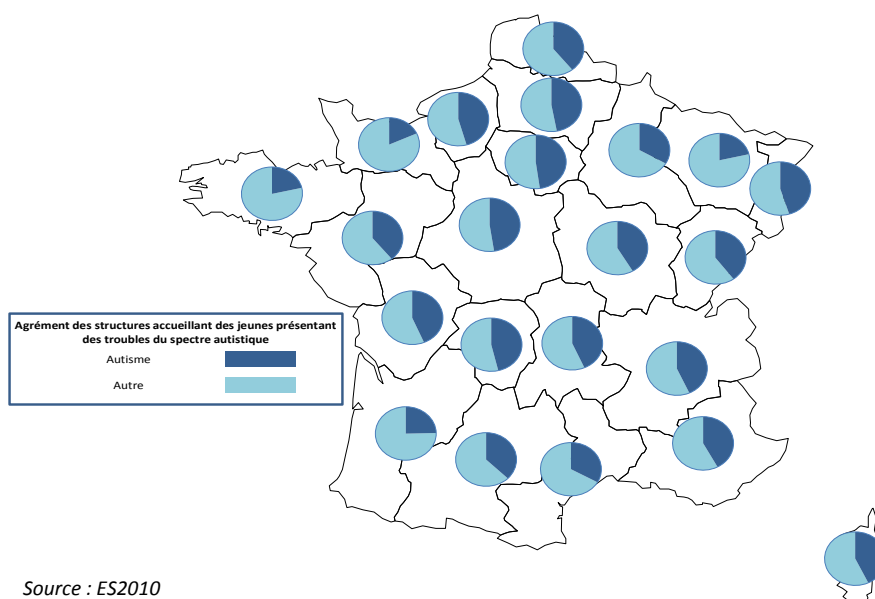 Agrément des structures accueillant des jeunes présentant
des troubles du spectre autistique
Autisme
Autre
Source : ES2010